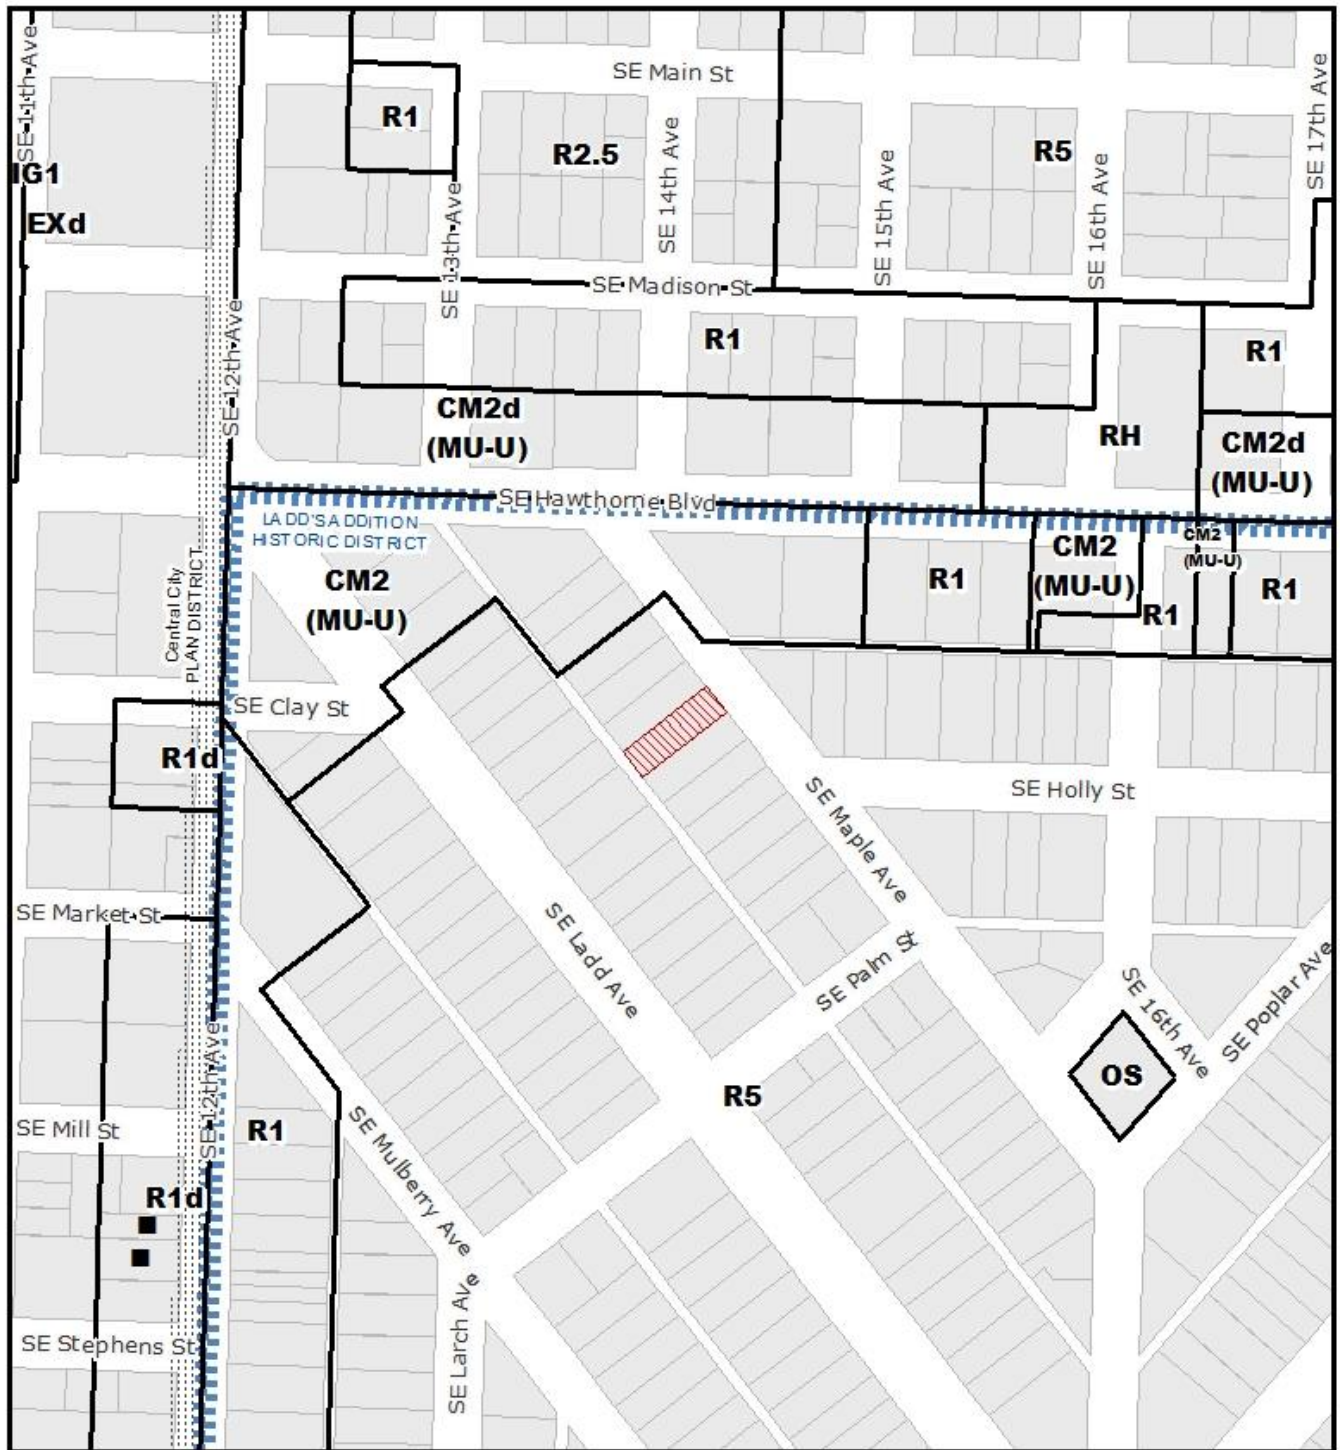 SE 11th Ave
SE Main St
SE 17th Ave
R1
R2.5
R5
SE 14th Ave
SE 15th Ave
SE 16th Ave
IG1
EXd
SE 13th Ave
SE Madison St
SE 12th Ave
R1
R1
CM2d
(MU-U)
RH
CM2d
(MU-U)
SE Hawthorne Blvd
LADD'S ADDITION
HISTORIC DISTRICT
CM2
(MU-U)
CM2
(MU-U)
CM2
(MU-U)
R1
R1
R1
Central City
PLAN DISTRICT
SE Clay St
R1d
SE Holly St
SE Maple Ave
SE Market St
SE Ladd Ave
SE Palm St
SE 16th Ave
SE Poplar Ave
SE 12th Ave
OS
R5
SE Mill St
R1
SE Mulberry Ave
R1d
SE Larch Ave
SE Stephens St